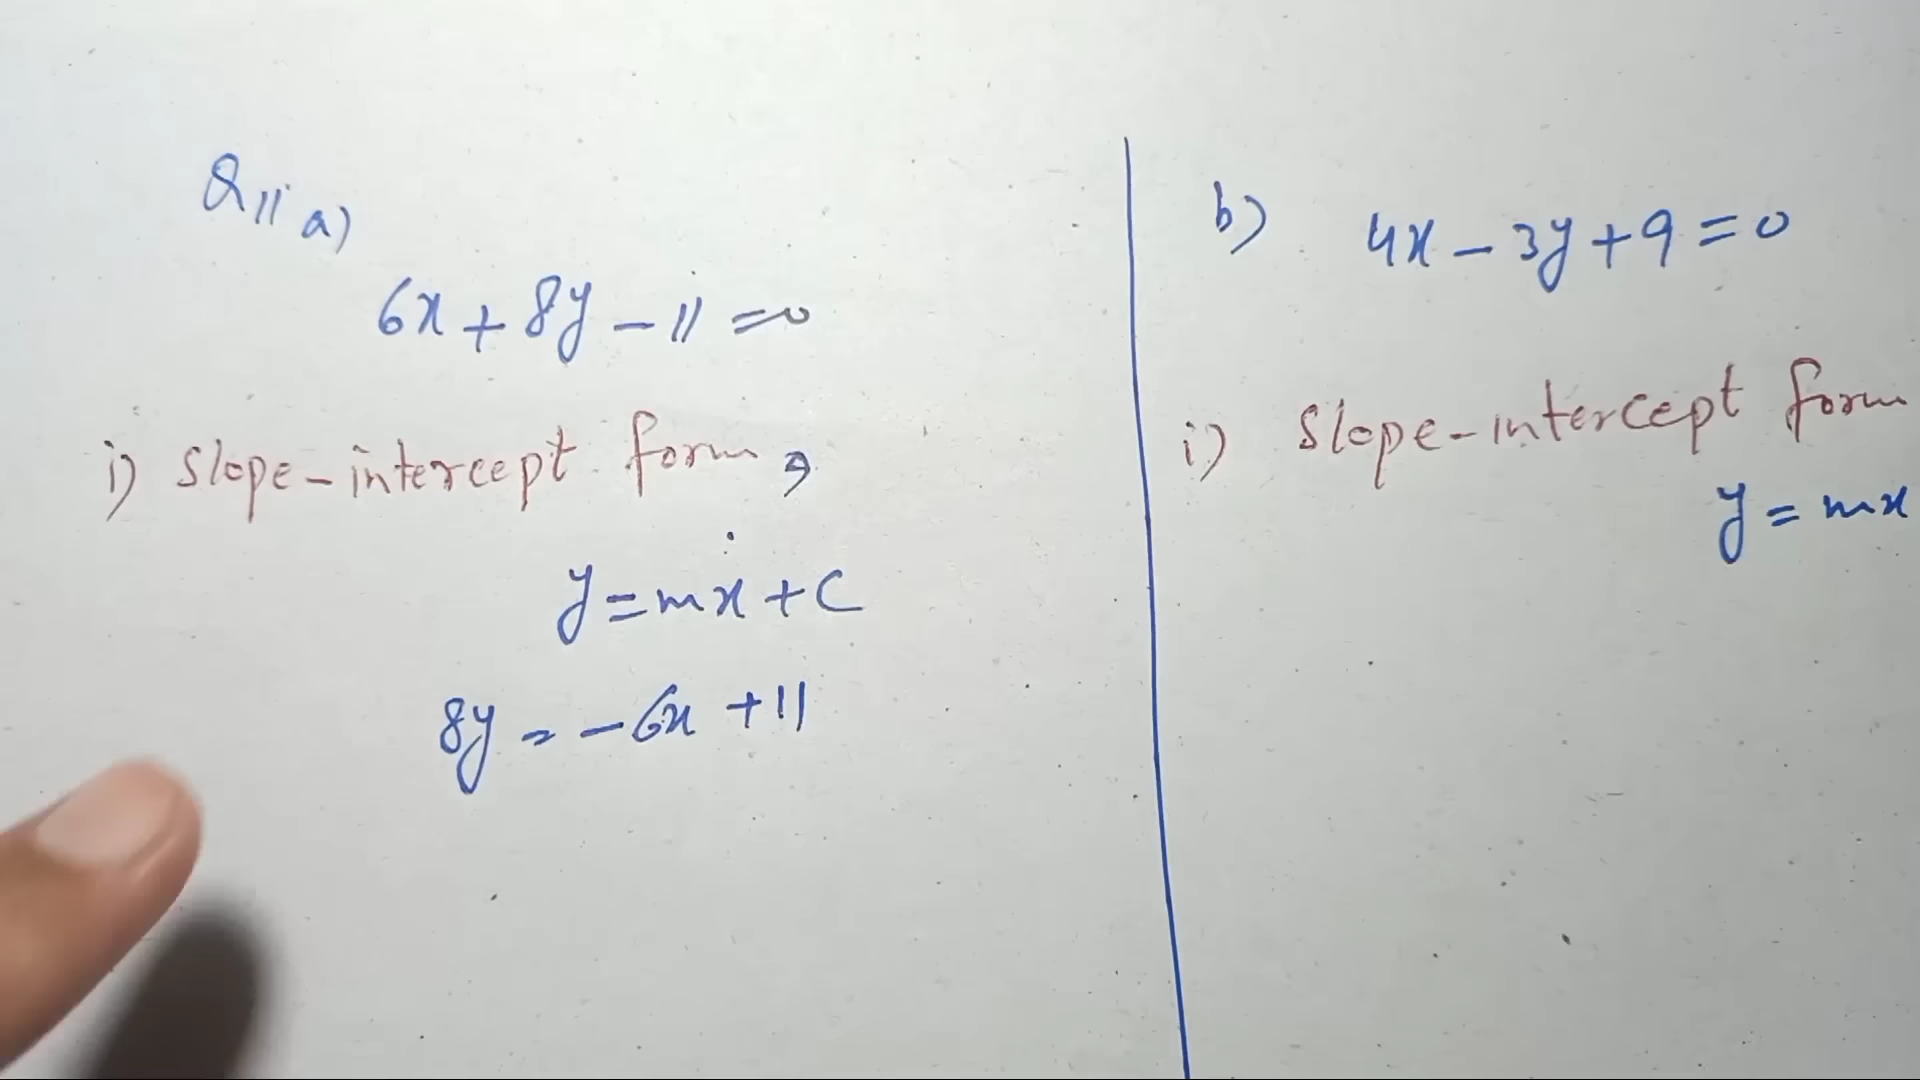 Q11 a)
6x + 8y - 11 = 0
i) Slope-intercept form,
y = mx + c
8y = -6x + 11
b) 4x - 3y + 9 = 0
i) Slope-intercept form
y = mx